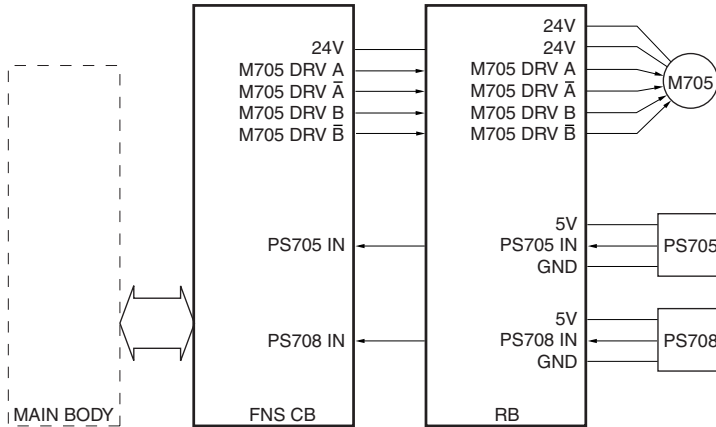 24V
M705 DRV A
M705 DRV A̅
M705 DRV B
M705 DRV B̅
PS705 IN
PS708 IN
24V
24V
M705 DRV A
M705 DRV A̅
M705 DRV B
M705 DRV B̅
M705
5V
PS705 IN
GND
PS705
5V
PS708 IN
GND
PS708
MAIN BODY
FNS CB
RB